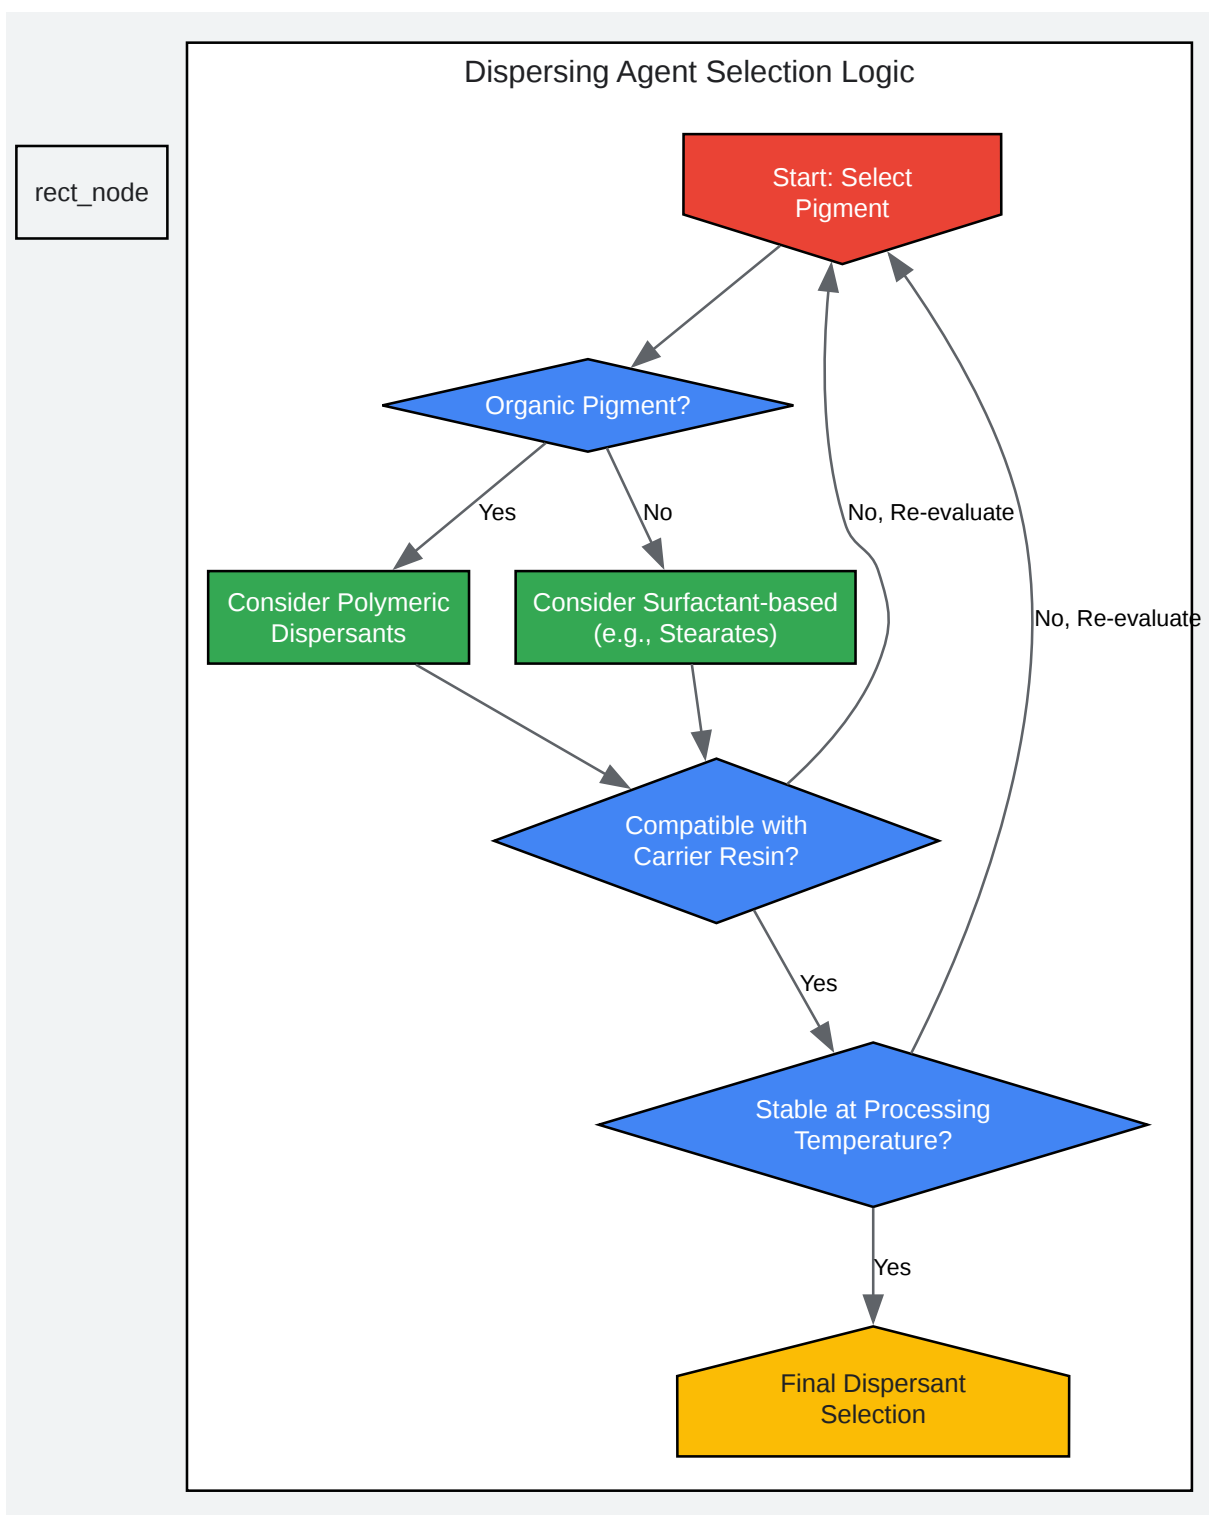 Dispersing Agent Selection Logic
rect_node
Start: Select
Pigment
Organic Pigment?
Yes
No
No, Re-evaluate
Consider Polymeric
Dispersants
Consider Surfactant-based
(e.g., Stearates)
No, Re-evaluate
Compatible with
Carrier Resin?
Yes
Stable at Processing
Temperature?
Yes
Final Dispersant
Selection